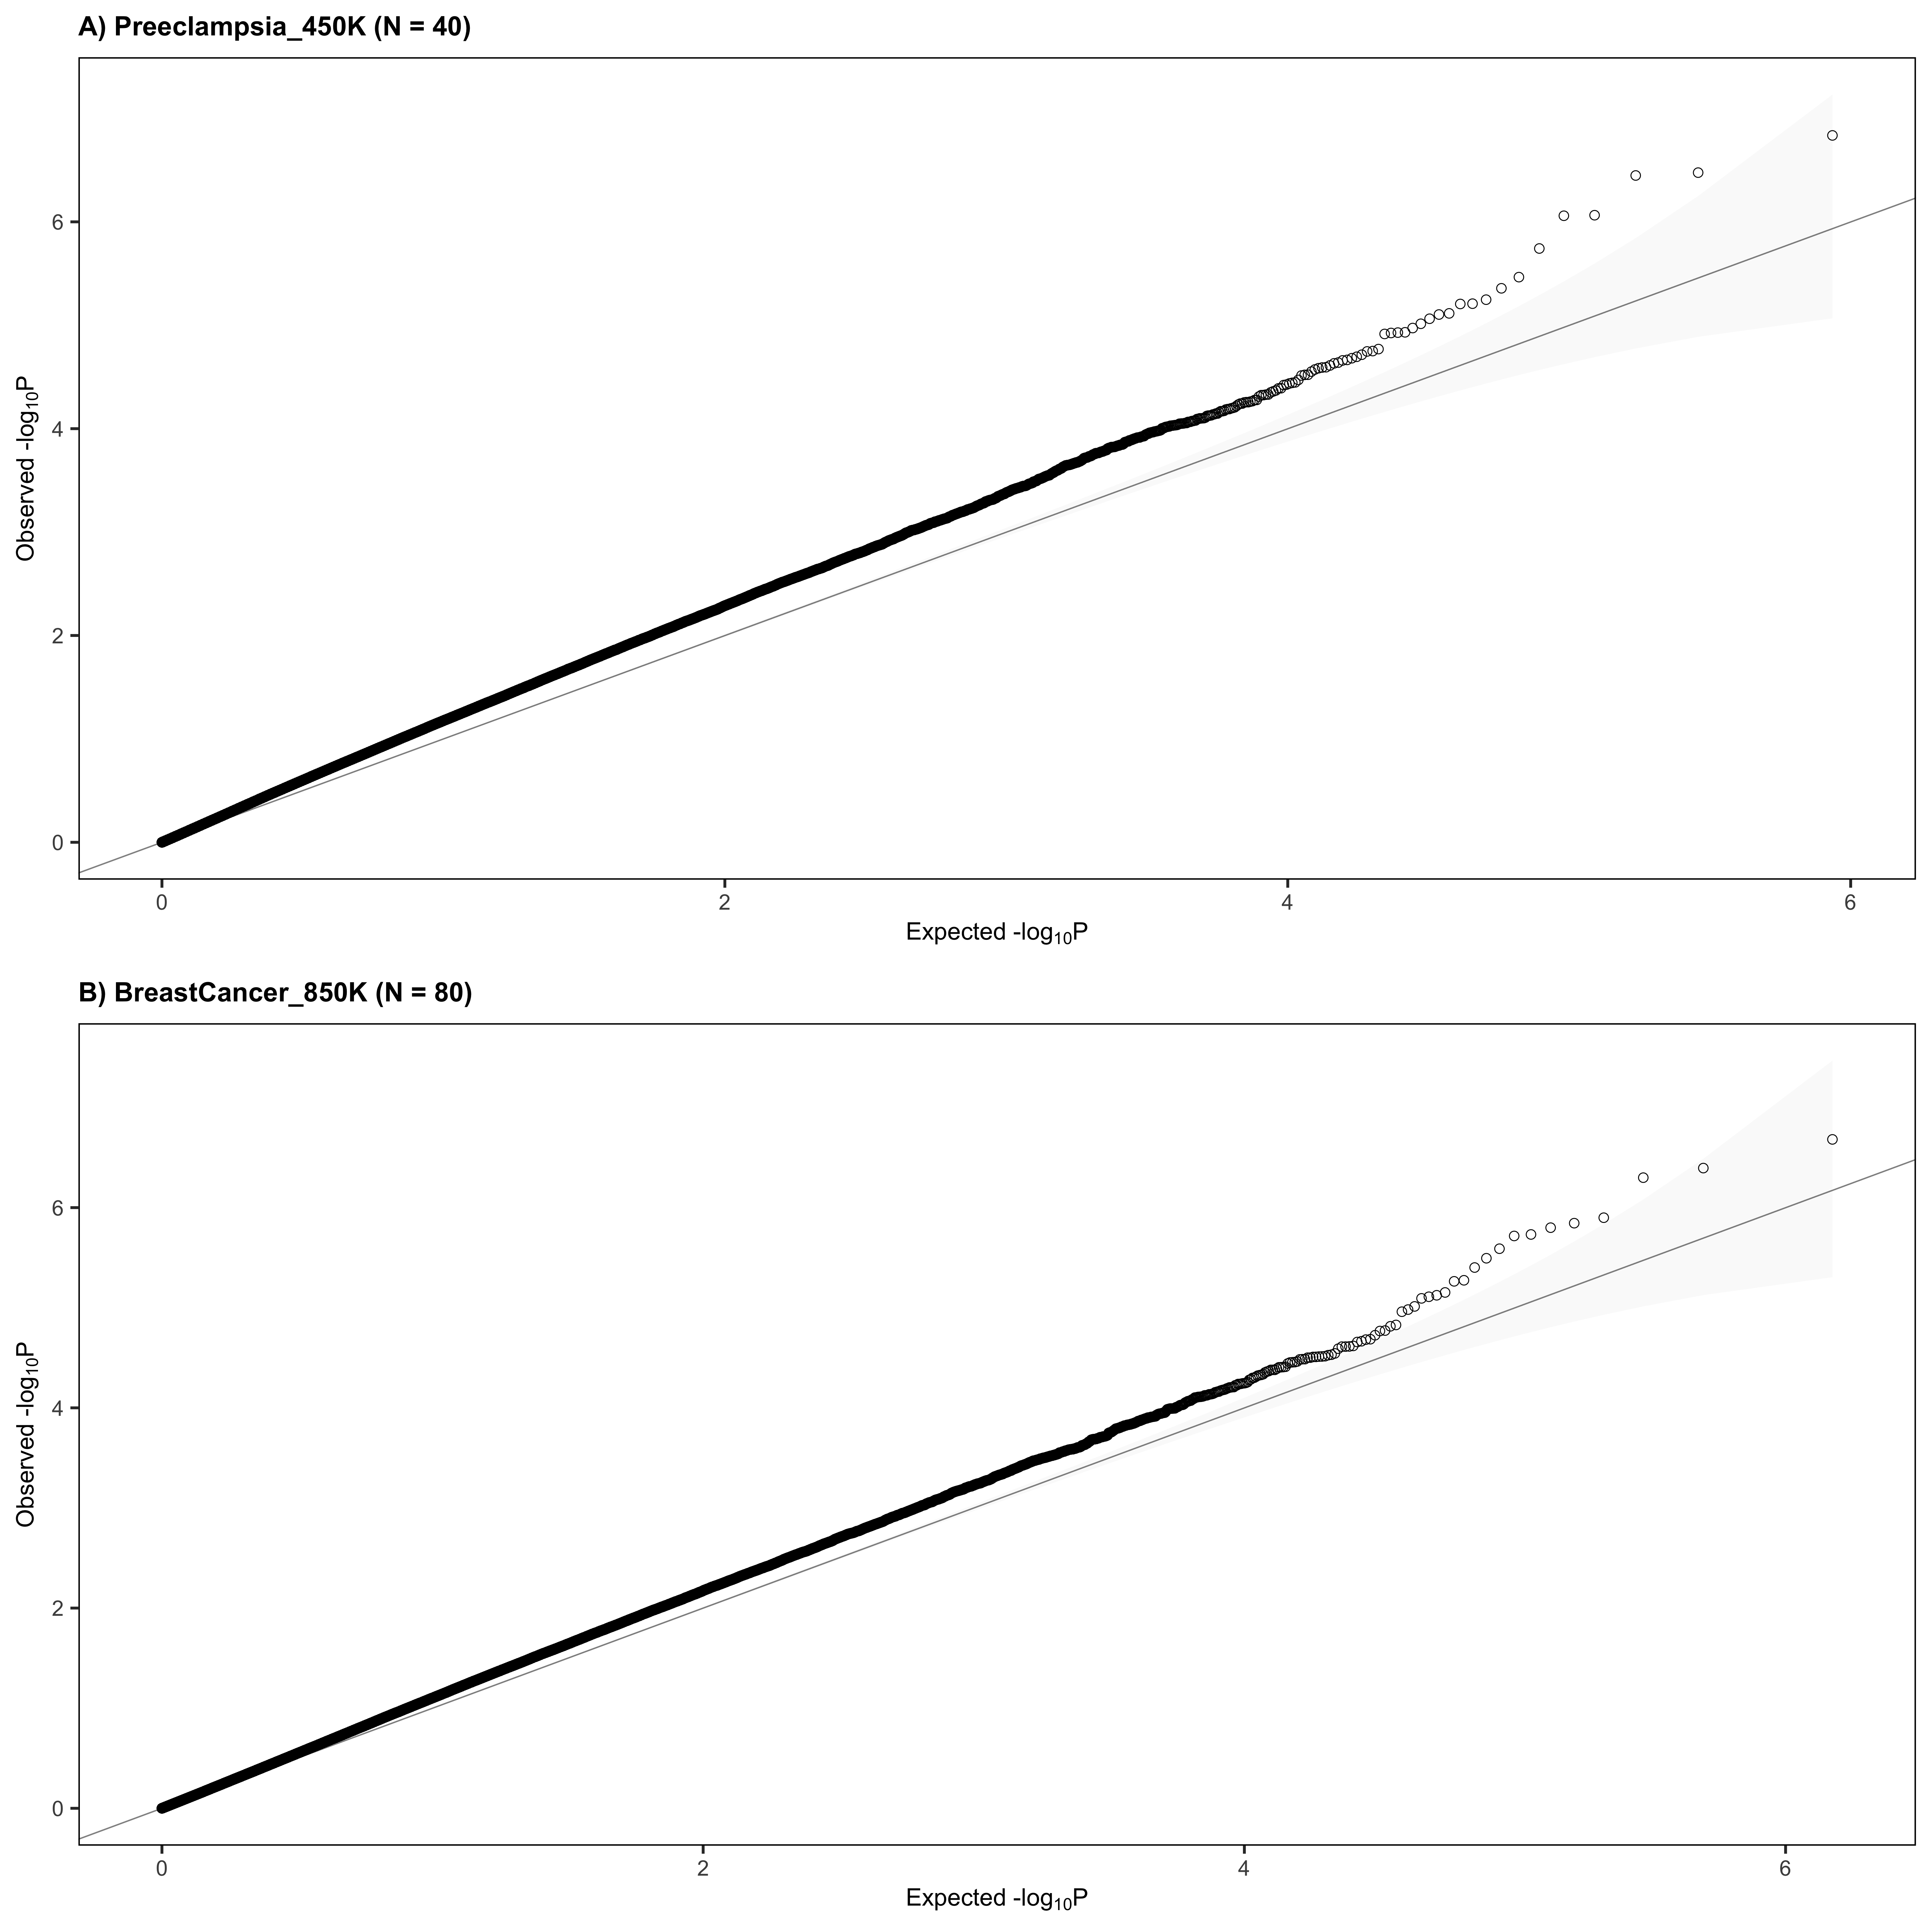 A) Preeclampsia_450K (N = 40)
6
4
2
0
Observed -log10P
0 2 4 6
Expected -log10P
B) BreastCancer_850K (N = 80)
6
4
2
0
Observed -log10P
0 2 4 6
Expected -log10P